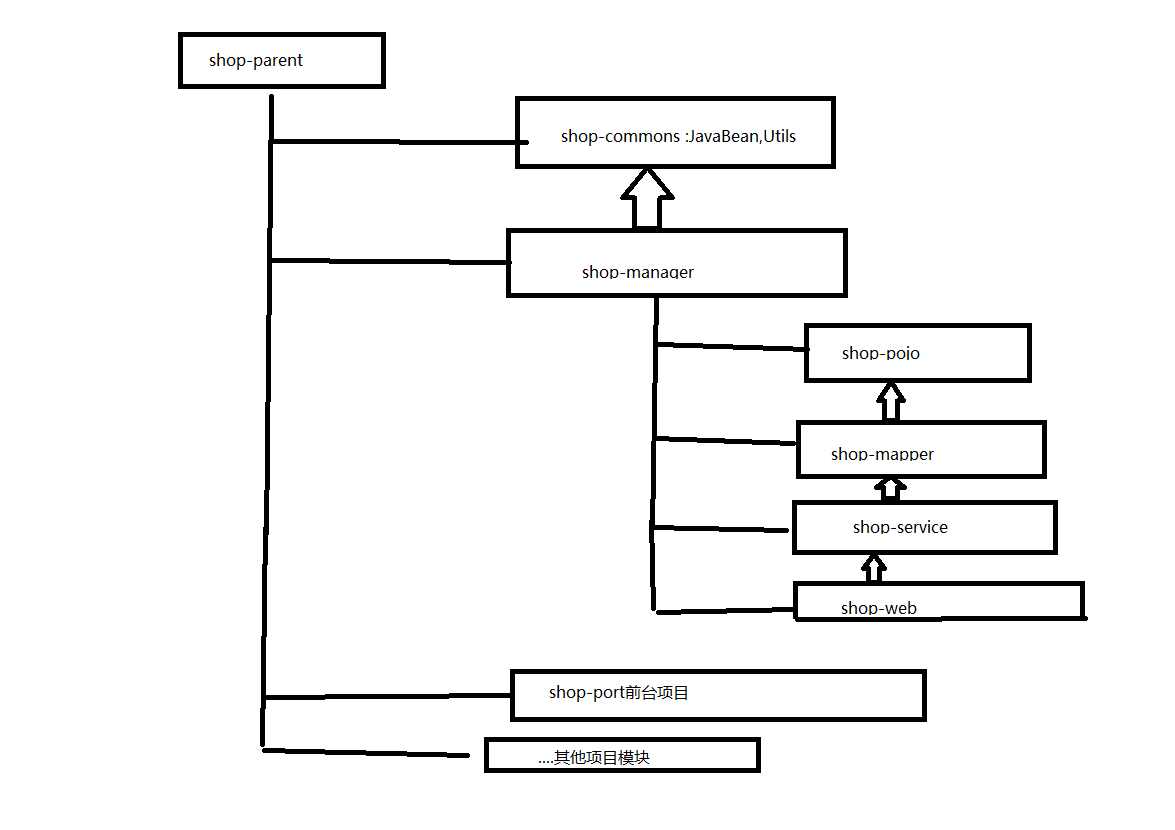 shop-parent
shop-commons :JavaBean,Utils
shop-manager
shop-pojo
shop-mapper
shop-service
shop-web
shop-port前台项目
....其他项目模块